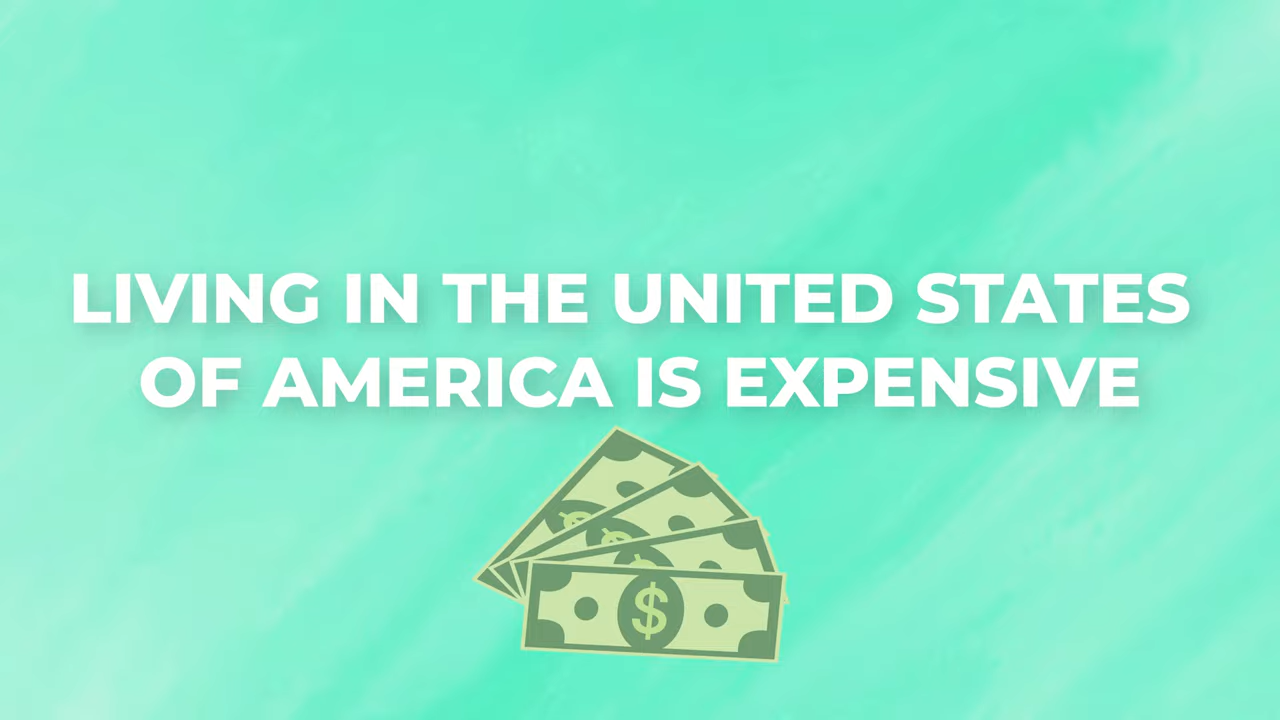 LIVING IN THE UNITED STATES
OF AMERICA IS EXPENSIVE
$
$
$
$